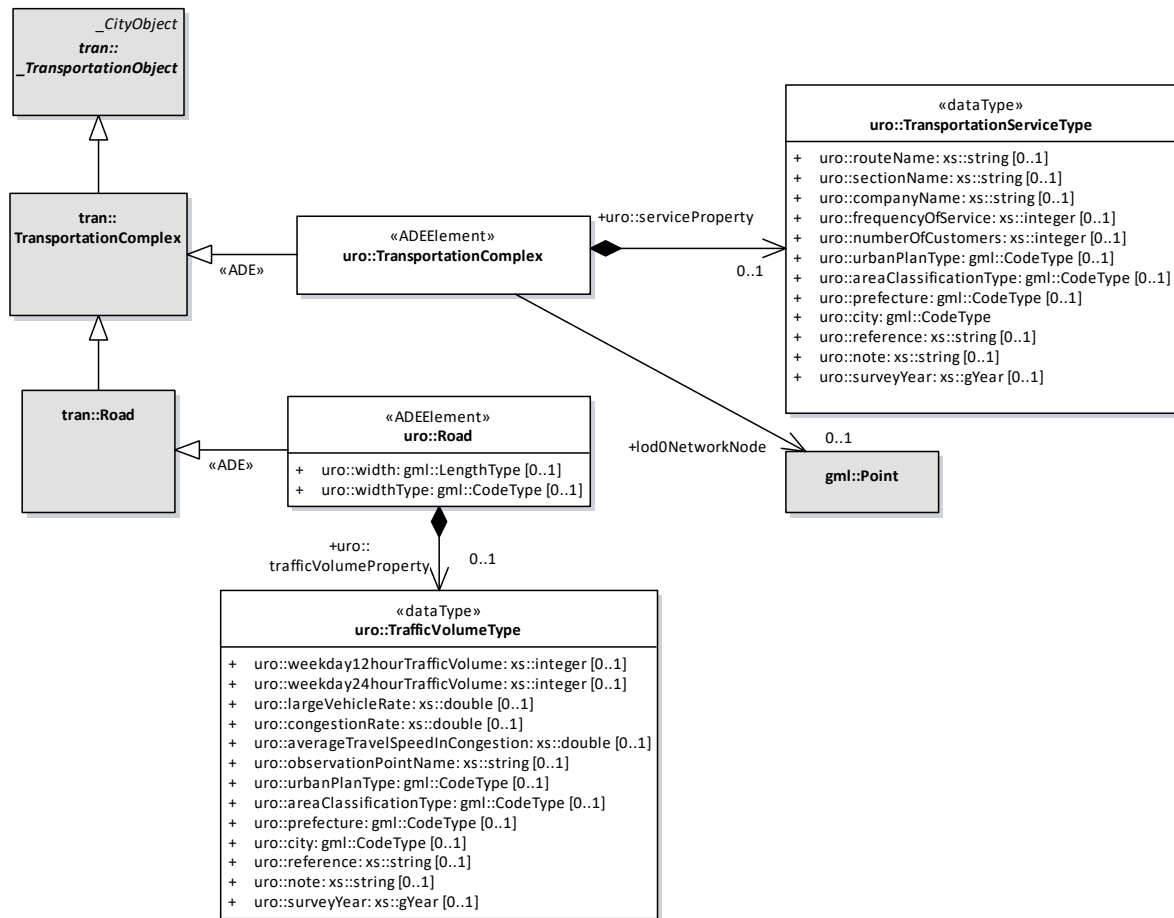 _CityObject
tran::
_TransportationObject
tran::
TransportationComplex
«ADE»
«ADEElement»
uro::TransportationComplex
+uro::serviceProperty
0..1
«dataType»
uro::TransportationServiceType
+ uro::routeName: xs::string [0..1]
+ uro::sectionName: xs::string [0..1]
+ uro::companyName: xs::string [0..1]
+ uro::frequencyOfService: xs::integer [0..1]
+ uro::numberOfCustomers: xs::integer [0..1]
+ uro::urbanPlanType: gml::CodeType [0..1]
+ uro::areaClassificationType: gml::CodeType [0..1]
+ uro::prefecture: gml::CodeType [0..1]
+ uro::city: gml::CodeType
+ uro::reference: xs::string [0..1]
+ uro::note: xs::string [0..1]
+ uro::surveyYear: xs::gYear [0..1]
tran::Road
«ADE»
«ADEElement»
uro::Road
+ uro::width: gml::LengthType [0..1]
+ uro::widthType: gml::CodeType [0..1]
+lod0NetworkNode
0..1
gml::Point
+uro::
trafficVolumeProperty
0..1
«dataType»
uro::TrafficVolumeType
+ uro::weekday12hourTrafficVolume: xs::integer [0..1]
+ uro::weekday24hourTrafficVolume: xs::integer [0..1]
+ uro::largeVehicleRate: xs::double [0..1]
+ uro::congestionRate: xs::double [0..1]
+ uro::averageTravelSpeedInCongestion: xs::double [0..1]
+ uro::observationPointName: xs::string [0..1]
+ uro::urbanPlanType: gml::CodeType [0..1]
+ uro::areaClassificationType: gml::CodeType [0..1]
+ uro::prefecture: gml::CodeType [0..1]
+ uro::city: gml::CodeType [0..1]
+ uro::reference: xs::string [0..1]
+ uro::note: xs::string [0..1]
+ uro::surveyYear: xs::gYear [0..1]